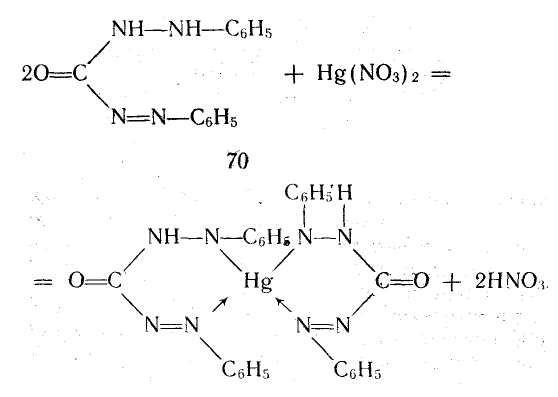 NH—NH—C₆H₅
2O=C + Hg(NO₃)₂ =
N=N—C₆H₅
70
C₆H₅ H
NH—N—C₆H₅ N—N
= O=C Hg C=O + 2HNO₃.
N=N N=N
C₆H₅ C₆H₅